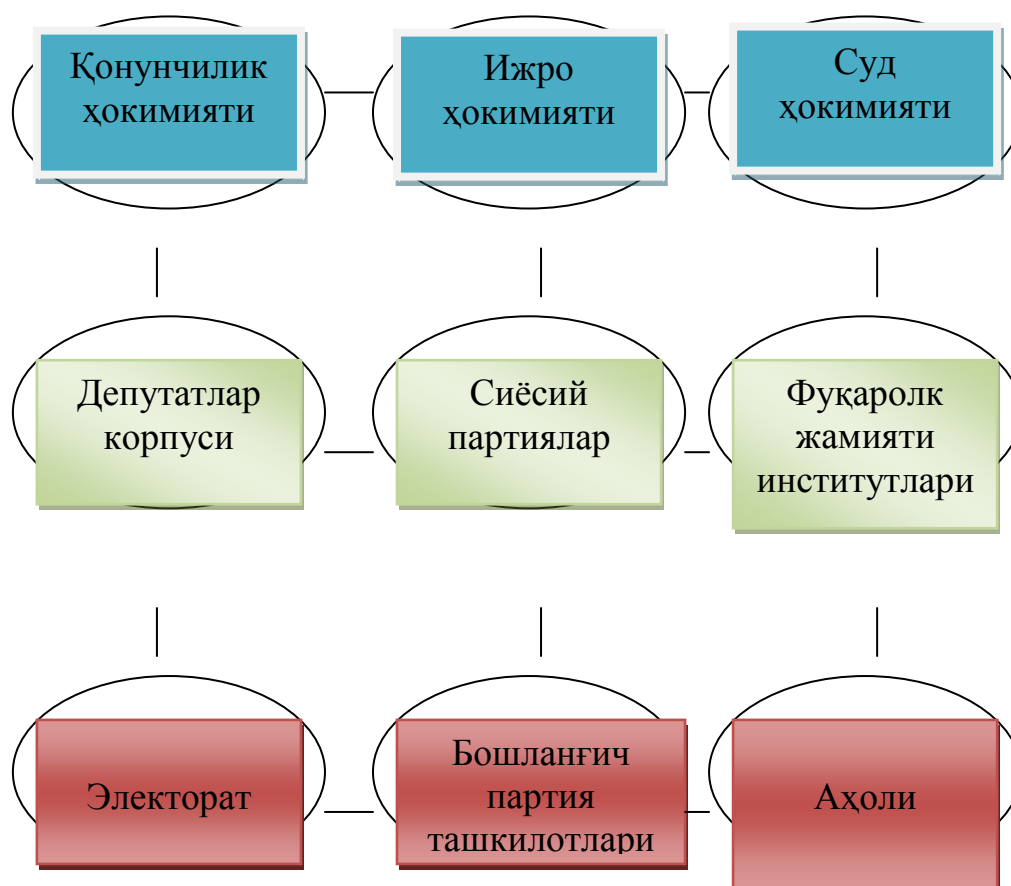 Қонунчилик
ҳокимияти
Ижро
ҳокимияти
Суд
ҳокимияти
Депутатлар
корпуси
Сиёсий
партиялар
Фуқаролк
жамияти
институтлари
Электорат
Бошланғич
партия
ташкилотлари
Аҳоли